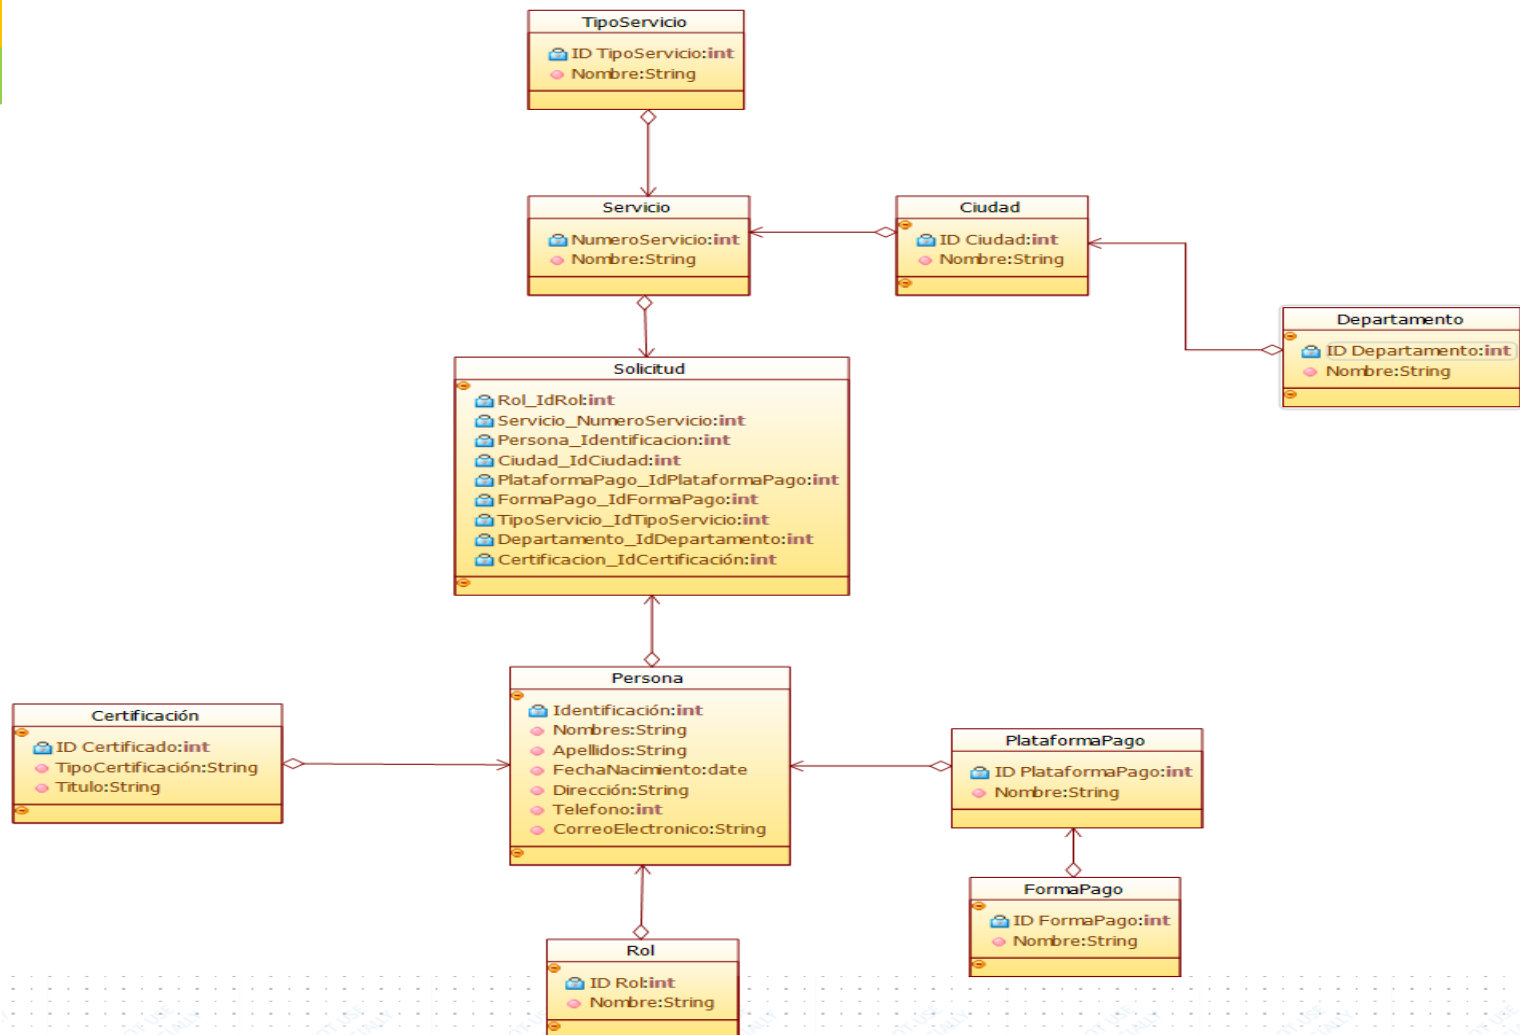 TipoServicio
ID TipoServicio:int
Nombre:String
Servicio
NumeroServicio:int
Nombre:String
Ciudad
ID Ciudad:int
Nombre:String
Departamento
ID Departamento:int
Nombre:String
Solicitud
Rol_IdRol:int
Servicio_NumeroServicio:int
Persona_Identificacion:int
Ciudad_IdCiudad:int
PlataformaPago_IdPlataformaPago:int
FormaPago_IdFormaPago:int
TipoServicio_IdTipoServicio:int
Departamento_IdDepartamento:int
Certificacion_IdCertificación:int
Persona
Identificación:int
Nombres:String
Apellidos:String
FechaNacimiento:date
Dirección:String
Telefono:int
CorreoElectronico:String
Certificación
ID Certificado:int
TipoCertificación:String
Titulo:String
PlataformaPago
ID PlataformaPago:int
Nombre:String
FormaPago
ID FormaPago:int
Nombre:String
Rol
ID Rol:int
Nombre:String